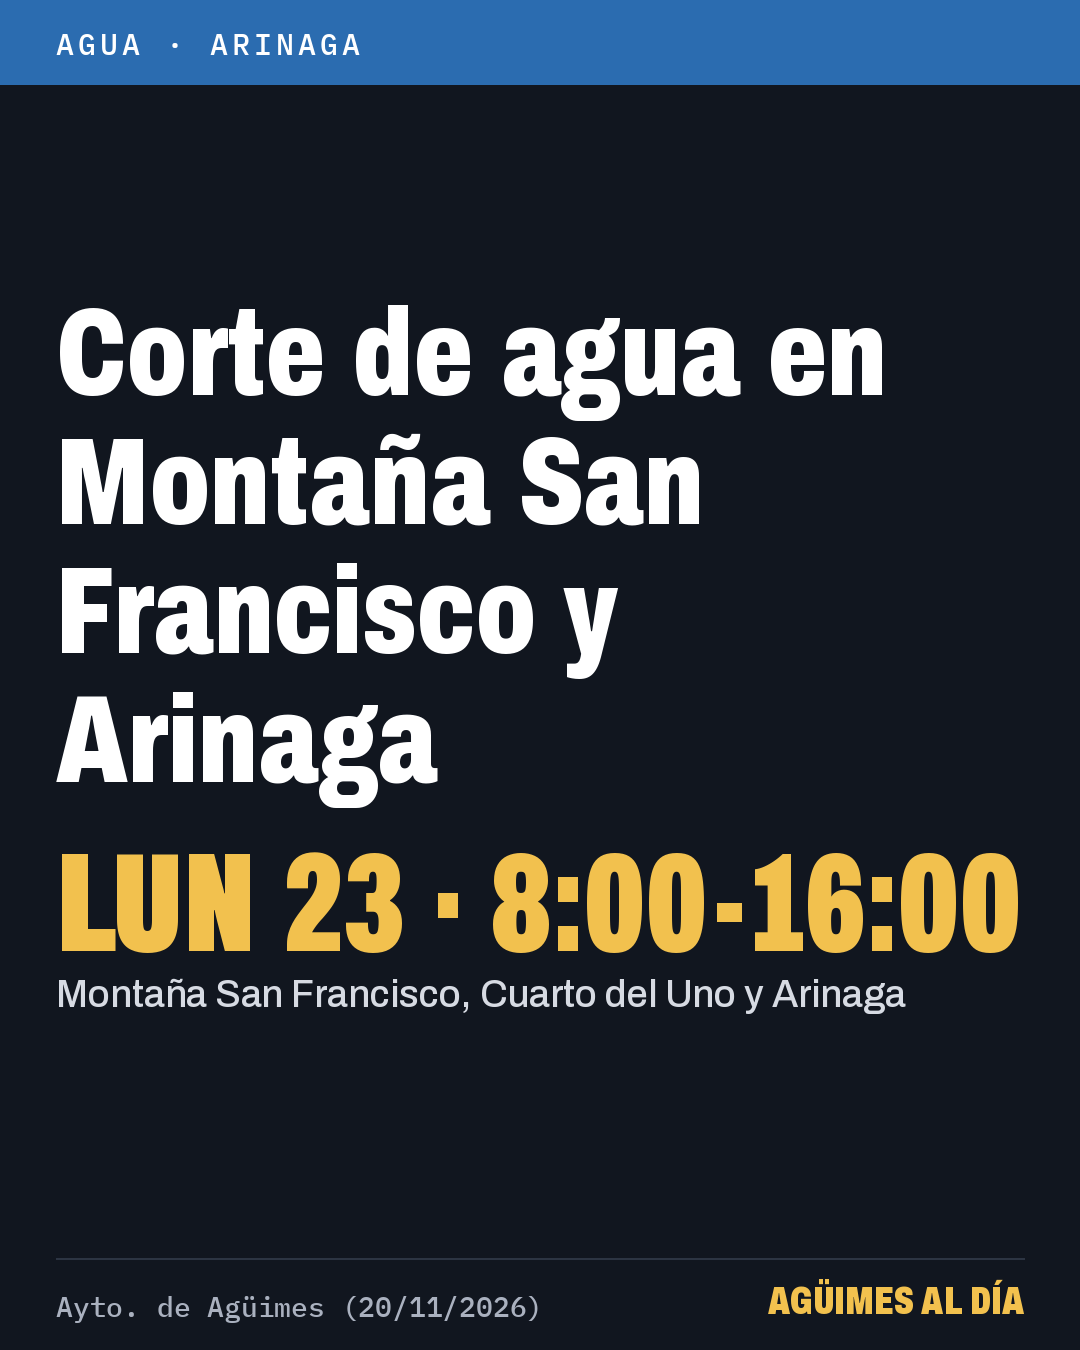 AGUA · ARINAGA
Corte de agua en
Montaña San
Francisco y
Arinaga
LUN 23 · 8:00-16:00
Montaña San Francisco, Cuarto del Uno y Arinaga
Ayto. de Agüimes (20/11/2026)
AGÜIMES AL DÍA